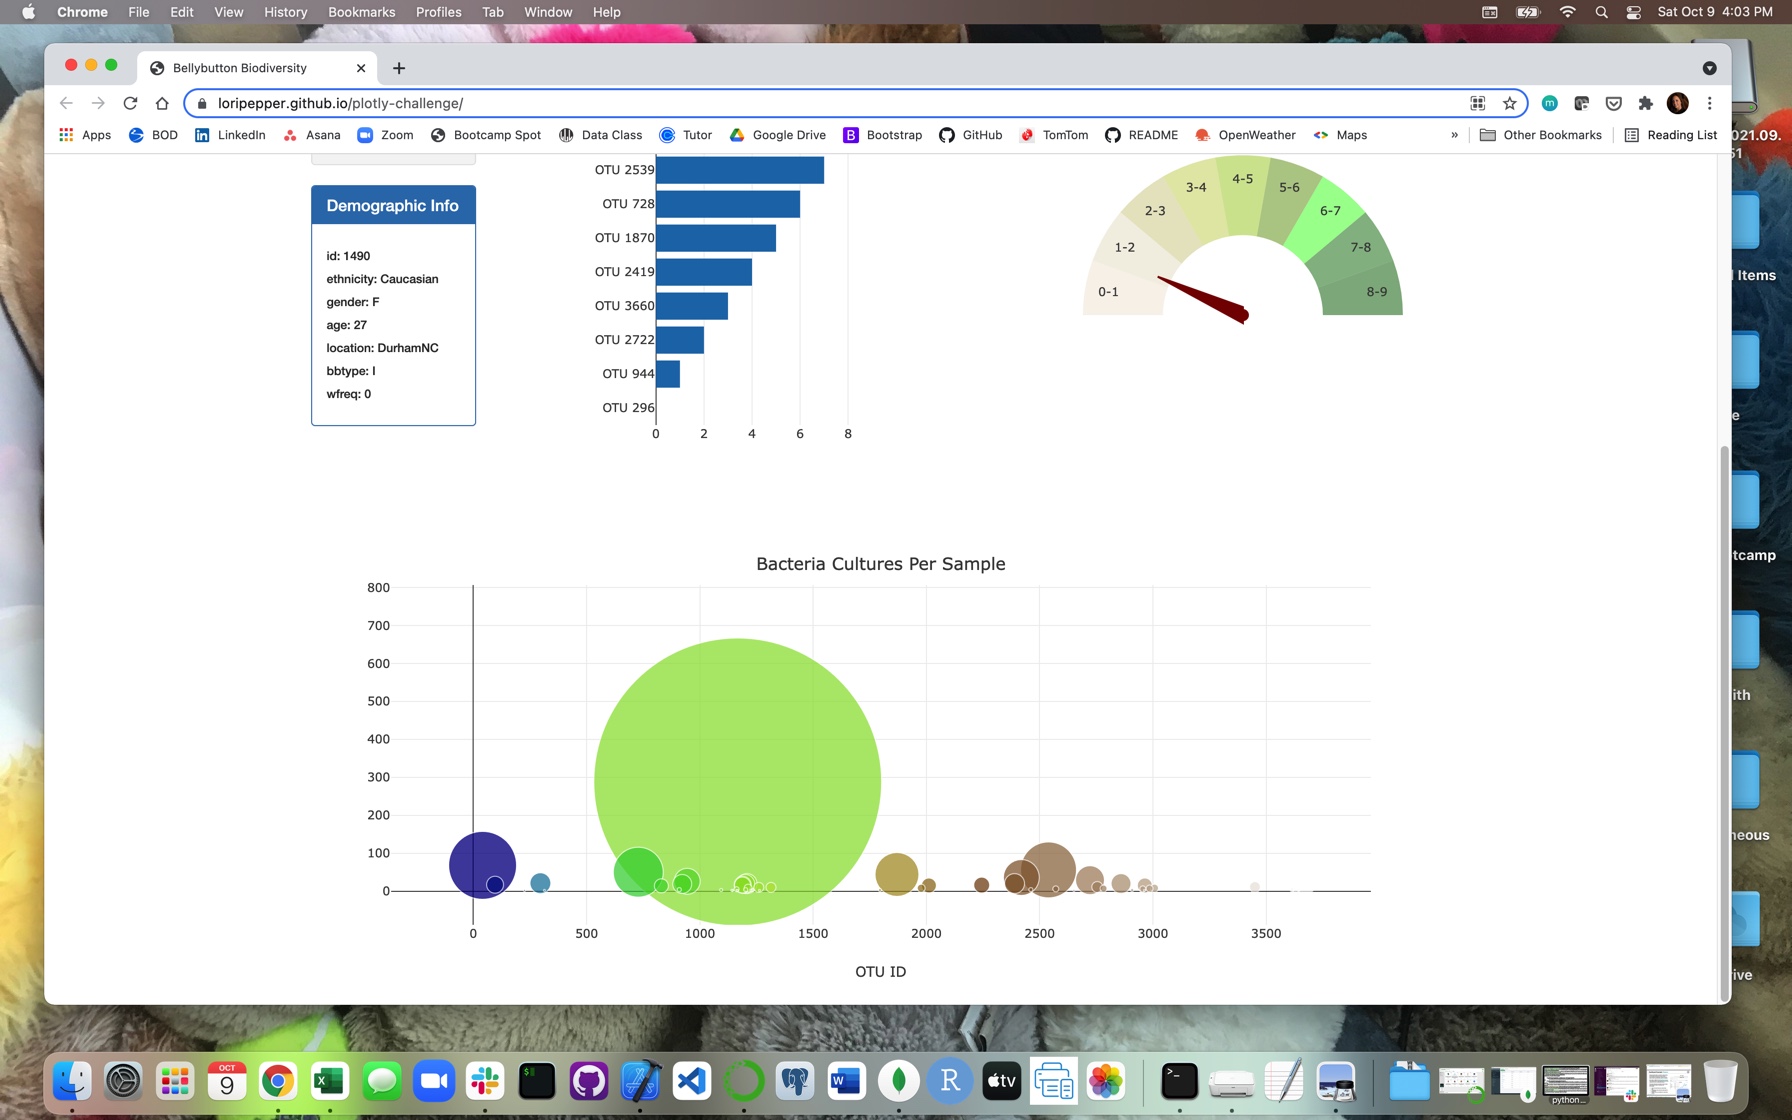 Chrome File Edit View History Bookmarks Profiles Tab Window Help Sat Oct 9 4:03 PM
Bellybutton Biodiversity
loripepper.github.io/plotly-challenge/
Apps BOD LinkedIn Asana Zoom Bootcamp Spot Data Class Tutor Google Drive Bootstrap GitHub TomTom README OpenWeather Maps » Other Bookmarks Reading List
021.09.
51
Demographic Info
id: 1490
ethnicity: Caucasian
gender: F
age: 27
location: DurhamNC
bbtype: I
wfreq: 0
OTU 2539
OTU 728
OTU 1870
OTU 2419
OTU 3660
OTU 2722
OTU 944
OTU 296
0 2 4 6 8
0-1
1-2
2-3
3-4
4-5
5-6
6-7
7-8
8-9
Items
e
tcamp
ith
neous
ive
Bacteria Cultures Per Sample
800
700
600
500
400
300
200
100
0
0 500 1000 1500 2000 2500 3000 3500
OTU ID
OCT
9
X
$
W
R
tv
>_
python...